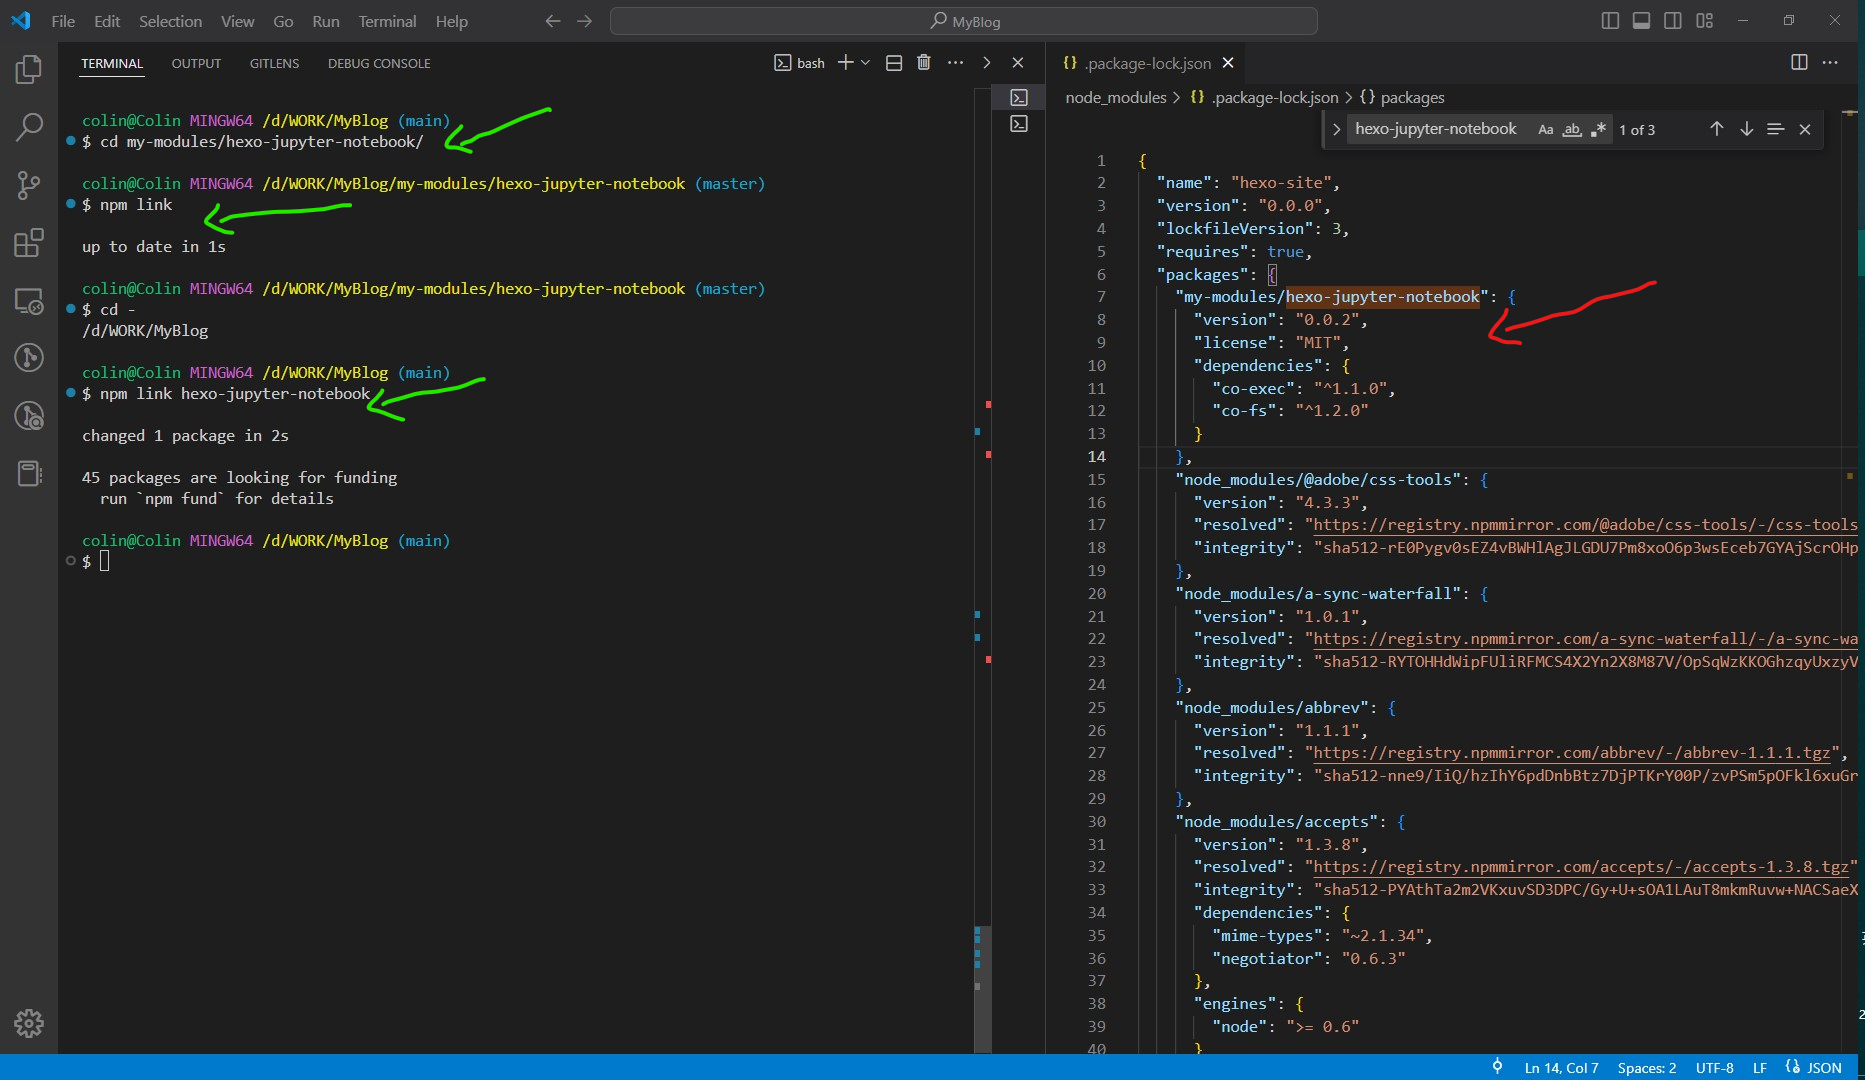 File Edit Selection View Go Run Terminal Help
MyBlog
TERMINAL OUTPUT GITLENS DEBUG CONSOLE
bash
colin@Colin MINGW64 /d/WORK/MyBlog (main)
$ cd my-modules/hexo-jupyter-notebook/
colin@Colin MINGW64 /d/WORK/MyBlog/my-modules/hexo-jupyter-notebook (master)
$ npm link
up to date in 1s
colin@Colin MINGW64 /d/WORK/MyBlog/my-modules/hexo-jupyter-notebook (master)
$ cd -
/d/WORK/MyBlog
colin@Colin MINGW64 /d/WORK/MyBlog (main)
$ npm link hexo-jupyter-notebook
changed 1 package in 2s
45 packages are looking for funding
run `npm fund` for details
colin@Colin MINGW64 /d/WORK/MyBlog (main)
$
{} .package-lock.json
node_modules > {} .package-lock.json > {} packages
hexo-jupyter-notebook Aa ab .* 1 of 3
1 {
2 "name": "hexo-site",
3 "version": "0.0.0",
4 "lockfileVersion": 3,
5 "requires": true,
6 "packages": {
7 "my-modules/hexo-jupyter-notebook": {
8 "version": "0.0.2",
9 "license": "MIT",
10 "dependencies": {
11 "co-exec": "^1.1.0",
12 "co-fs": "^1.2.0"
13 }
14 },
15 "node_modules/@adobe/css-tools": {
16 "version": "4.3.3",
17 "resolved": "https://registry.npmmirror.com/@adobe/css-tools/-/css-tools
18 "integrity": "sha512-rE0Pygv0sEZ4vBWHlAgJLGDU7Pm8xoO6p3wsEceb7GYAjScrOHp
19 },
20 "node_modules/a-sync-waterfall": {
21 "version": "1.0.1",
22 "resolved": "https://registry.npmmirror.com/a-sync-waterfall/-/a-sync-wa
23 "integrity": "sha512-RYTOHHdWipFUliRFMCS4X2Yn2X8M87V/OpSqWzKKOGhzqyUxzyV
24 },
25 "node_modules/abbrev": {
26 "version": "1.1.1",
27 "resolved": "https://registry.npmmirror.com/abbrev/-/abbrev-1.1.1.tgz",
28 "integrity": "sha512-nne9/IiQ/hzIhY6pdDnbBtz7DjPTKrY00P/zvPSm5pOFkl6xuGr
29 },
30 "node_modules/accepts": {
31 "version": "1.3.8",
32 "resolved": "https://registry.npmmirror.com/accepts/-/accepts-1.3.8.tgz"
33 "integrity": "sha512-PYAthTa2m2VKxuvSD3DPC/Gy+U+sOA1LAuT8mkmRuvw+NACSaeX
34 "dependencies": {
35 "mime-types": "~2.1.34",
36 "negotiator": "0.6.3"
37 },
38 "engines": {
39 "node": ">= 0.6"
40 }
Ln 14, Col 7 Spaces: 2 UTF-8 LF {} JSON